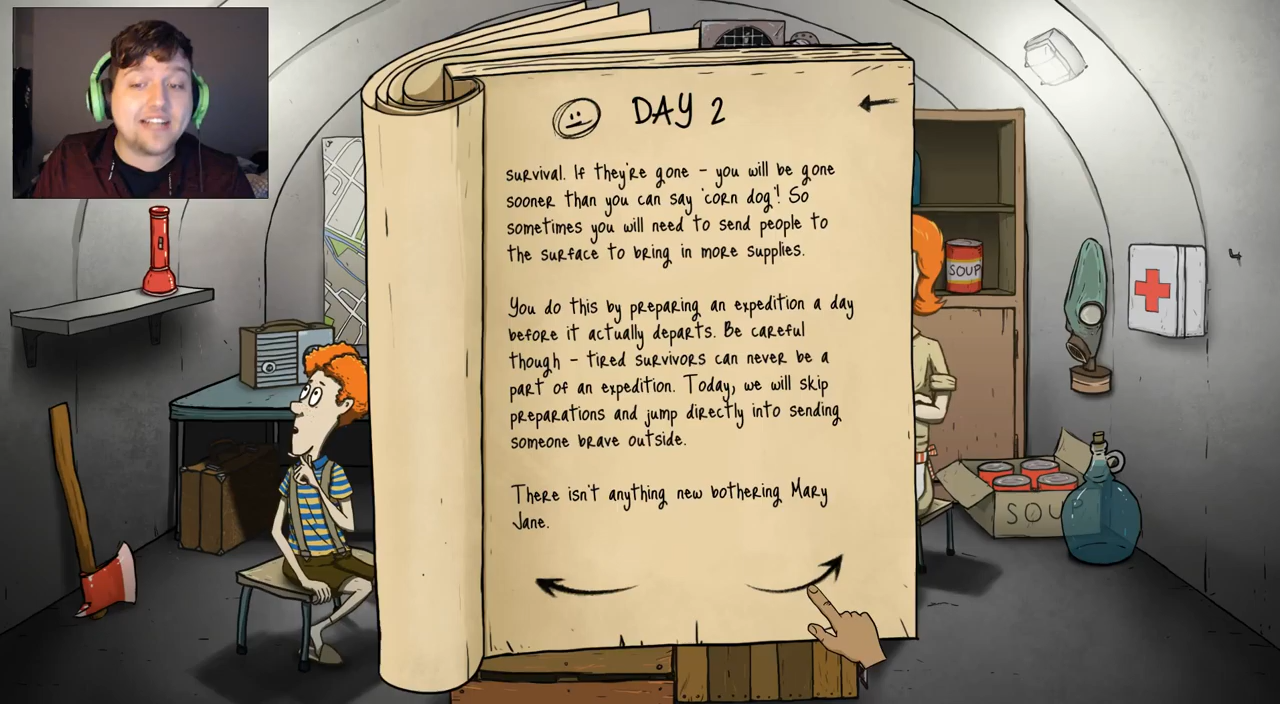 DAY 2
survival. If they're gone - you will be gone
sooner than you can say 'corn dog'! So
sometimes you will need to send people to
the surface to bring in more supplies.
You do this by preparing an expedition a day
before it actually departs. Be careful
though - tired survivors can never be a
part of an expedition. Today, we will skip
preparations and jump directly into sending
someone brave outside.
There isn't anything new bothering Mary
Jane.
SOUP
SOU